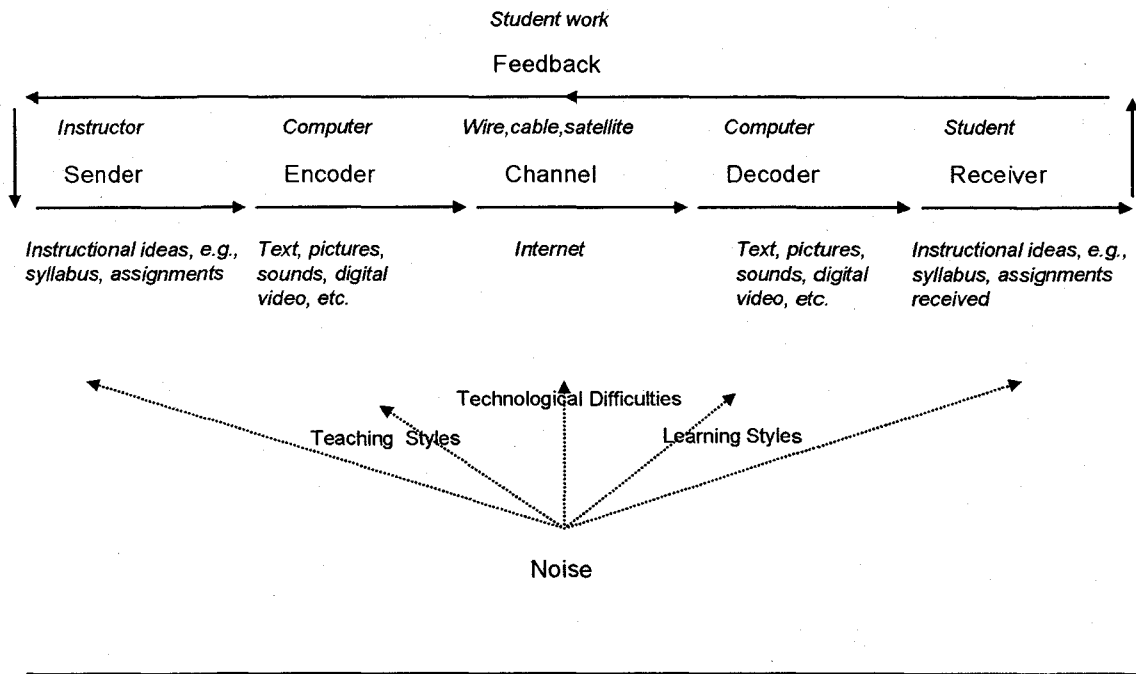 Student work
Feedback
Instructor Computer Wire,cable,satellite Computer Student
Sender Encoder Channel Decoder Receiver
Instructional ideas, e.g., syllabus, assignments
Text, pictures, sounds, digital video, etc.
Internet
Text, pictures, sounds, digital video, etc.
Instructional ideas, e.g., syllabus, assignments received
Technological Difficulties
Teaching Styles Learning Styles
Noise